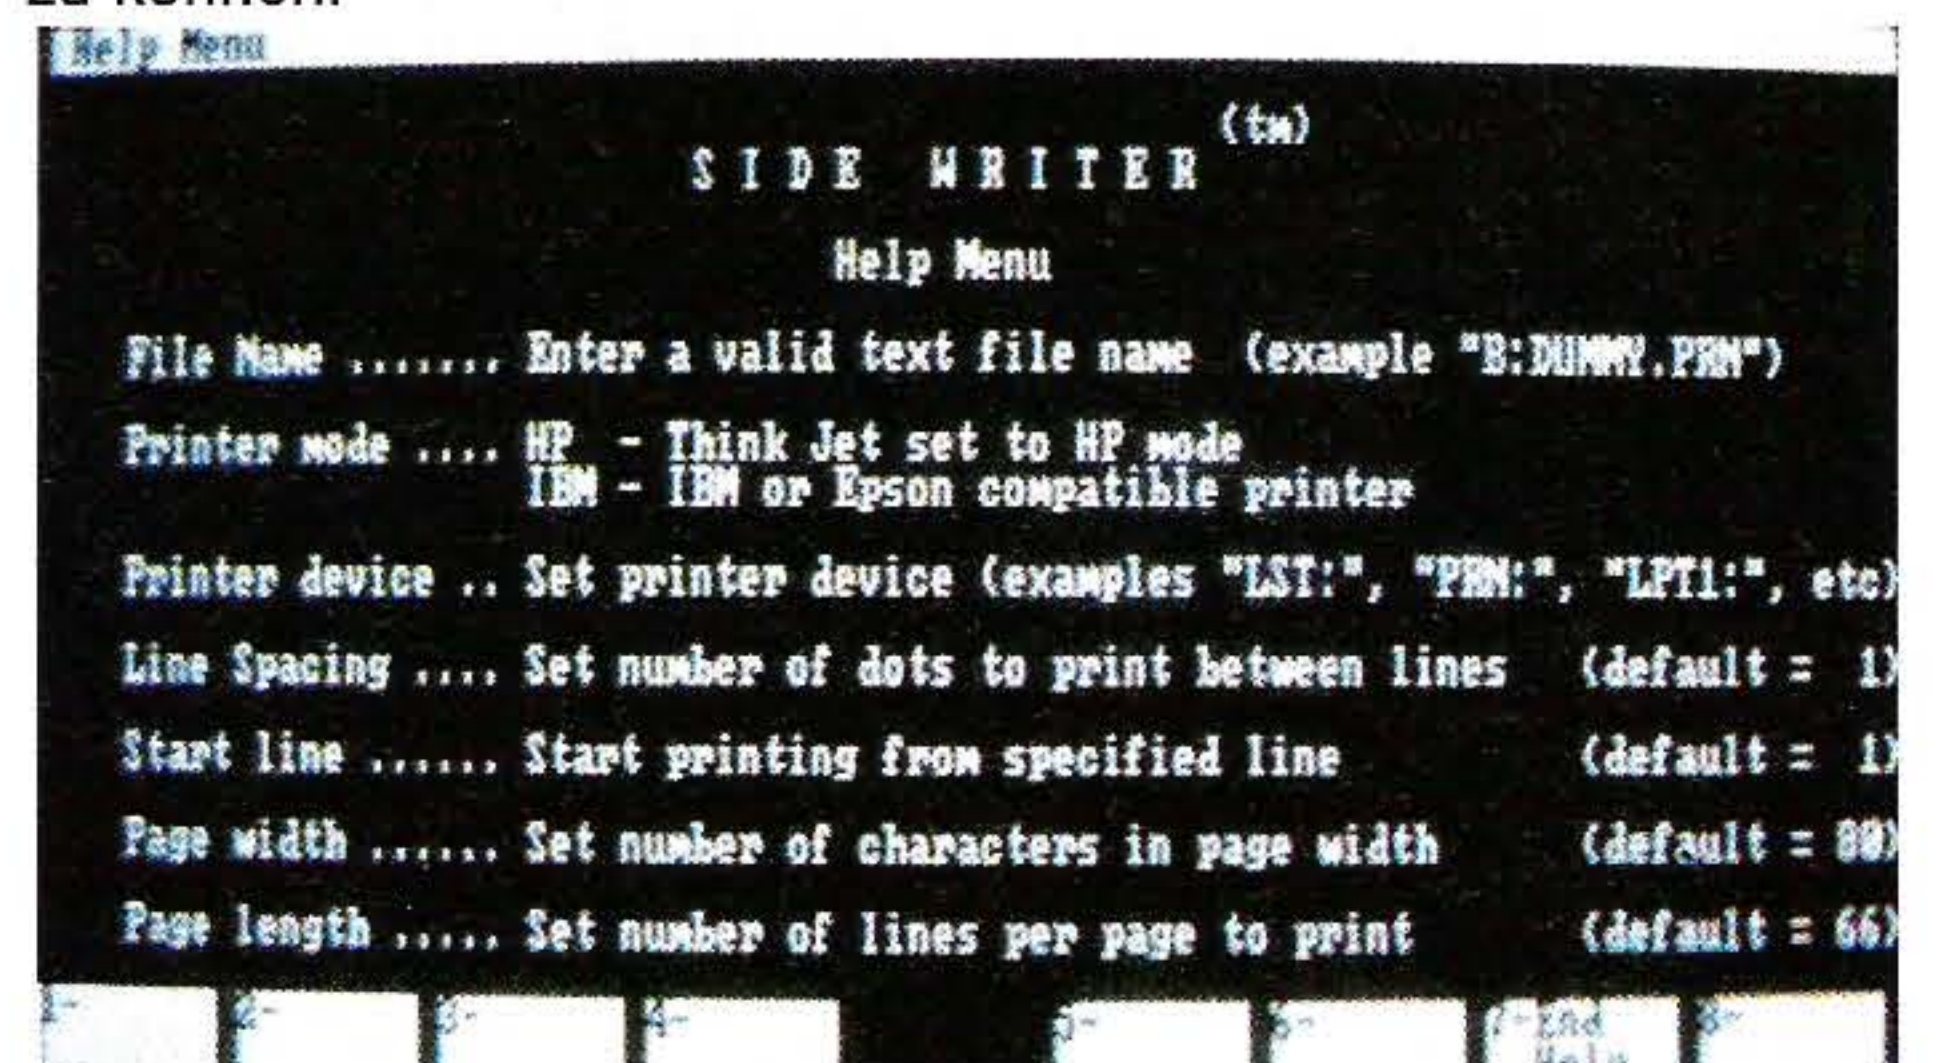 zu können.
Help Menu
(tm)
S I D E   W R I T E R
Help Menu
File Name ....... Enter a valid text file name (example "B:DUMMY.PRN")
Printer mode .... HP - Think Jet set to HP mode
IBM - IBM or Epson compatible printer
Printer device .. Set printer device (examples "LST:", "PRN:", "LPT1:", etc)
Line Spacing .... Set number of dots to print between lines (default = 1)
Start line ...... Start printing from specified line (default = 1)
Page width ...... Set number of characters in page width (default = 80)
Page length ..... Set number of lines per page to print (default = 66)
1- 2- 3- 4- 5- 6- 7-End 8-
Help